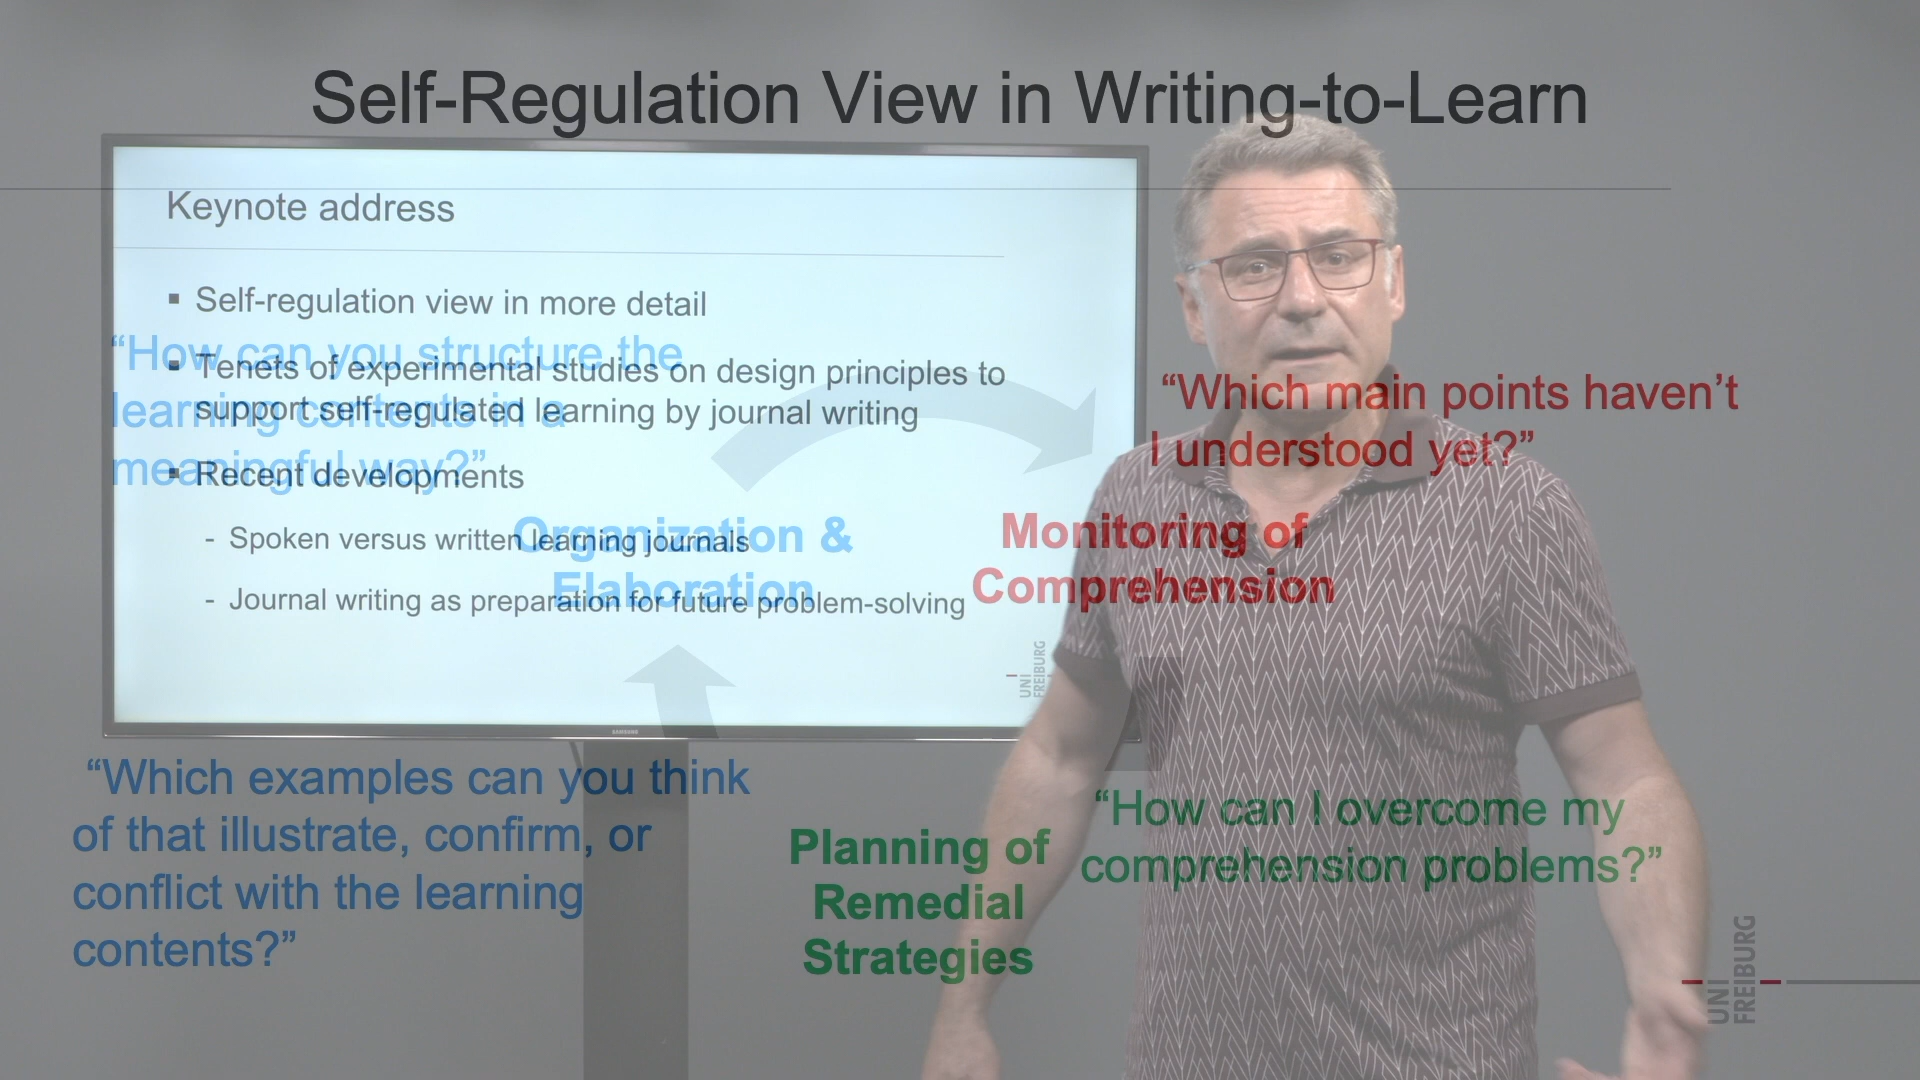 Self-Regulation View in Writing-to-Learn
Keynote address
▪ Self-regulation view in more detail
▪ Tenets of experimental studies on design principles to
support self-regulated learning by journal writing
▪ Recent developments
- Spoken versus written learning journals
- Journal writing as preparation for future problem-solving
UNI
FREIBURG
SAMSUNG
“How can you structure the
learning contents in a
meaningful way?”
“Which main points haven’t
I understood yet?”
Organization &
Elaboration
Monitoring of
Comprehension
“Which examples can you think
of that illustrate, confirm, or
conflict with the learning
contents?”
Planning of
Remedial
Strategies
“How can I overcome my
comprehension problems?”
UNI
FREIBURG